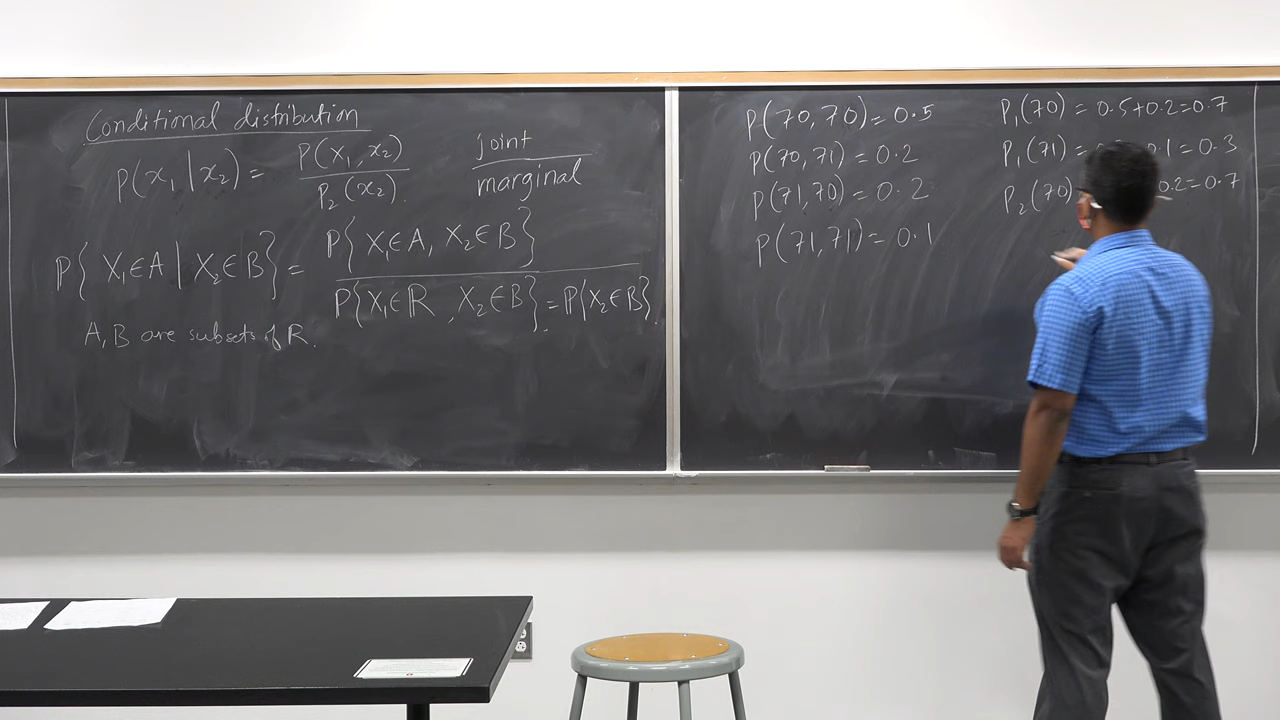 Conditional distribution
p(x₁|x₂) = p(x₁, x₂) / p₂(x₂). joint / marginal
P{X₁∈A | X₂∈B} = P{X₁∈A, X₂∈B} / P{X₁∈R, X₂∈B} = P{X₂∈B}.
A, B are subsets of R.
p(70, 70) = 0.5
p(70, 71) = 0.2
p(71, 70) = 0.2
p(71, 71) = 0.1
p₁(70) = 0.5+0.2=0.7
p₁(71) = 0.1 = 0.3
p₂(70) 0.2=0.7